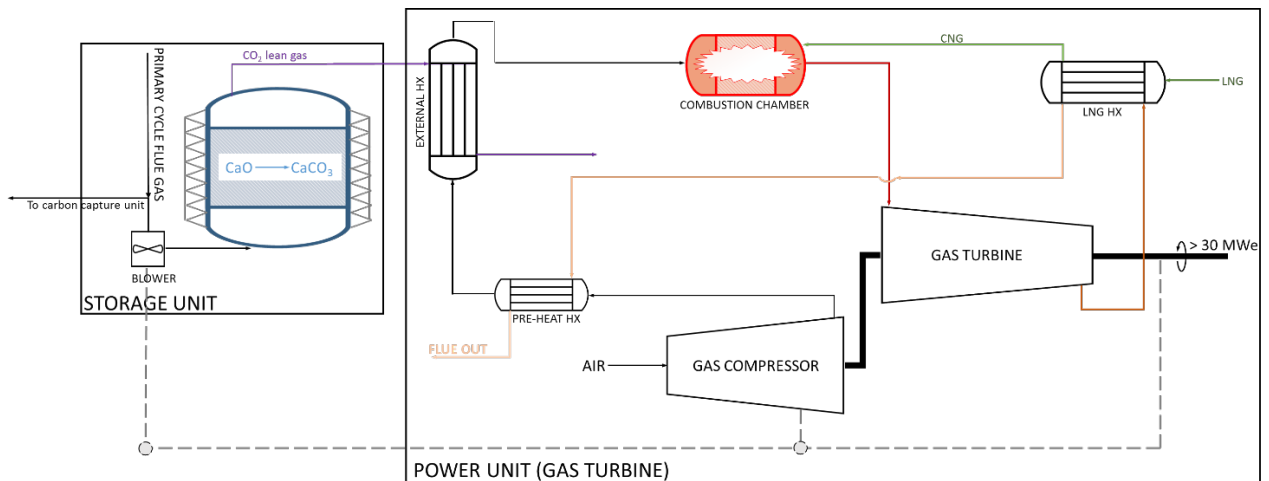 PRIMARY CYCLE FLUE GAS
CO2 lean gas
CaO CaCO3
To carbon capture unit
BLOWER
STORAGE UNIT
EXTERNAL HX
COMBUSTION CHAMBER
CNG
LNG
LNG HX
GAS TURBINE
> 30 MWe
PRE-HEAT HX
FLUE OUT
AIR
GAS COMPRESSOR
POWER UNIT (GAS TURBINE)